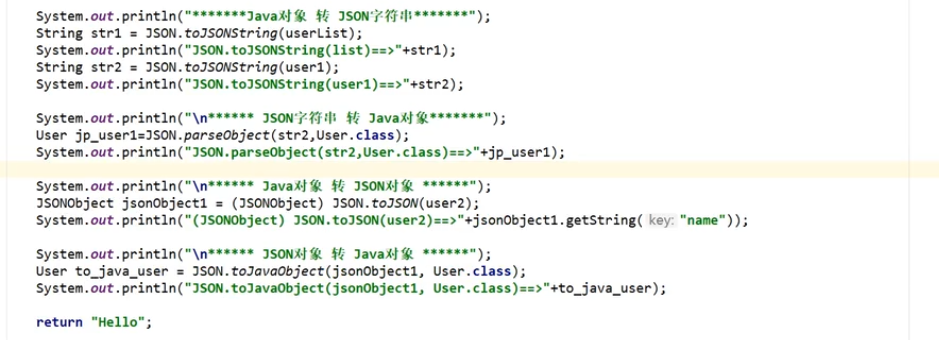 System.out.println("*******Java对象 转 JSON字符串*******");
String str1 = JSON.toJSONString(userList);
System.out.println("JSON.toJSONString(list)==>"+str1);
String str2 = JSON.toJSONString(user1);
System.out.println("JSON.toJSONString(user1)==>"+str2);
System.out.println("\n****** JSON字符串 转 Java对象*******");
User jp_user1=JSON.parseObject(str2,User.class);
System.out.println("JSON.parseObject(str2,User.class)==>"+jp_user1);
System.out.println("\n****** Java对象 转 JSON对象 ******");
JSONObject jsonObject1 = (JSONObject) JSON.toJSON(user2);
System.out.println("(JSONObject) JSON.toJSON(user2)==>"+jsonObject1.getString( key: "name"));
System.out.println("\n****** JSON对象 转 Java对象 ******");
User to_java_user = JSON.toJavaObject(jsonObject1, User.class);
System.out.println("JSON.toJavaObject(jsonObject1, User.class)==>"+to_java_user);
return "Hello";